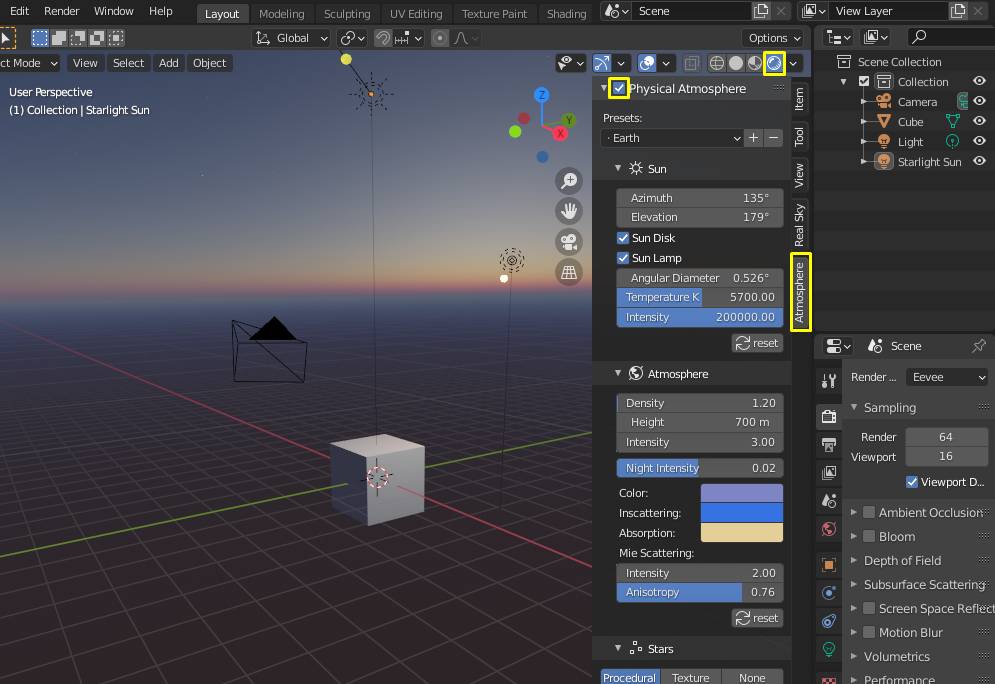 Edit Render Window Help Layout Modeling Sculpting UV Editing Texture Paint Shading Scene View Layer
Global Options
ct Mode View Select Add Object
User Perspective
(1) Collection | Starlight Sun
Z
Y
X
Physical Atmosphere
Presets:
· Earth
Sun
Azimuth 135°
Elevation 179°
Sun Disk
Sun Lamp
Angular Diameter 0.526°
Temperature K 5700.00
Intensity 200000.00
reset
Atmosphere
Density 1.20
Height 700 m
Intensity 3.00
Night Intensity 0.02
Color:
Inscattering:
Absorption:
Mie Scattering:
Intensity 2.00
Anisotropy 0.76
reset
Stars
Procedural Texture None
Item
Tool
View
Real Sky
Atmosphere
Scene Collection
Collection
Camera
Cube
Light
Starlight Sun
Scene
Render ... Eevee
Sampling
Render 64
Viewport 16
Viewport D...
Ambient Occlusion
Bloom
Depth of Field
Subsurface Scattering
Screen Space Reflect
Motion Blur
Volumetrics
Performance